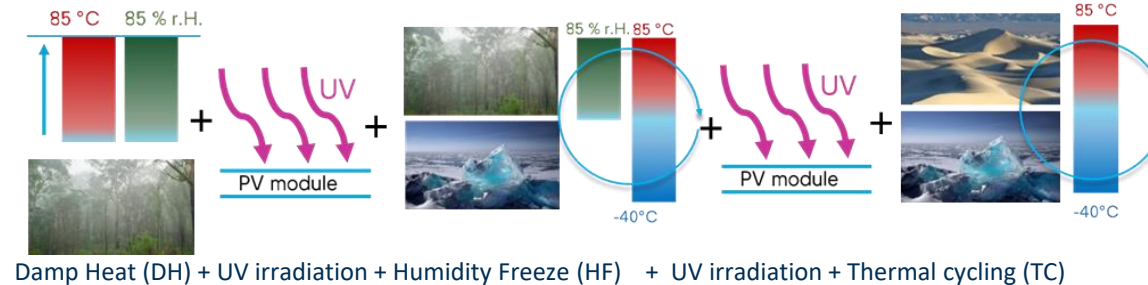 85 °C 85 % r.H.
+
UV
PV module
+
85 % r.H. 85 °C
-40°C
+
UV
PV module
+
85 °C
-40°C
Damp Heat (DH) + UV irradiation + Humidity Freeze (HF) + UV irradiation + Thermal cycling (TC)